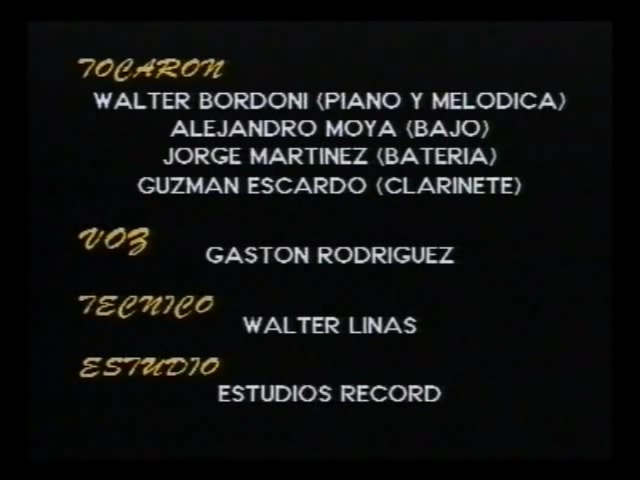 TOCARON
WALTER BORDONI (PIANO Y MELODICA)
ALEJANDRO MOYA (BAJO)
JORGE MARTINEZ (BATERIA)
GUZMAN ESCARDO (CLARINETE)
VOZ
GASTON RODRIGUEZ
TECNICO
WALTER LINAS
ESTUDIO
ESTUDIOS RECORD